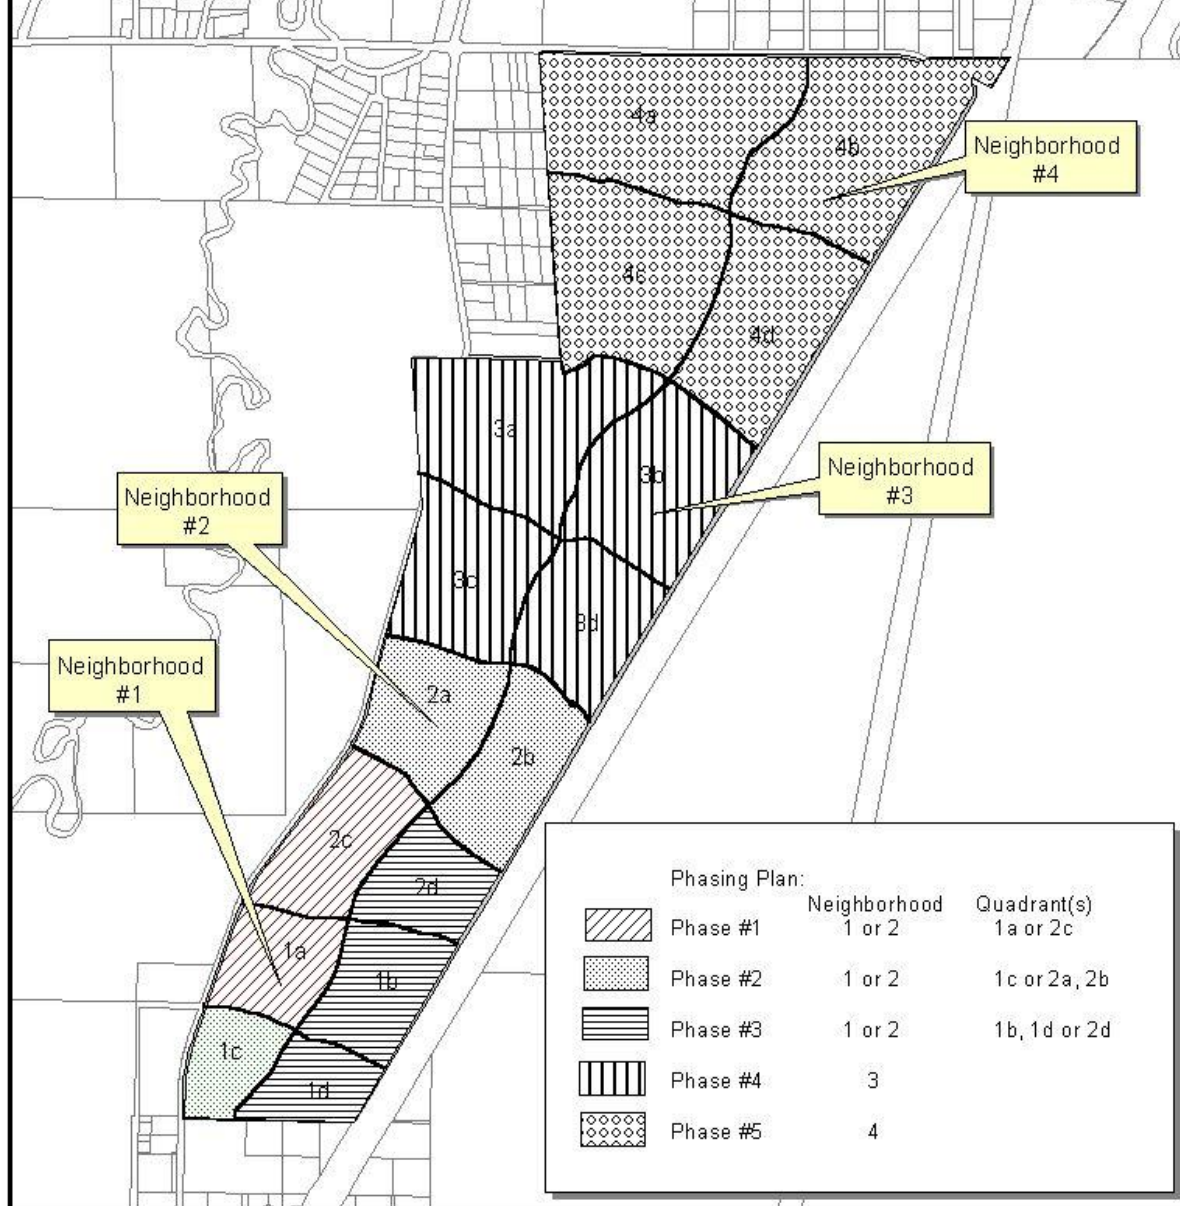 4a
4b
Neighborhood
#4
4c
4d
3a
3b
Neighborhood
#3
Neighborhood
#2
3c
3d
Neighborhood
#1
2a
2b
2c
2d
1a
1b
1c
1d
Phasing Plan:
Neighborhood Quadrant(s)
Phase #1 1 or 2 1a or 2c
Phase #2 1 or 2 1c or 2a, 2b
Phase #3 1 or 2 1b, 1d or 2d
Phase #4 3
Phase #5 4